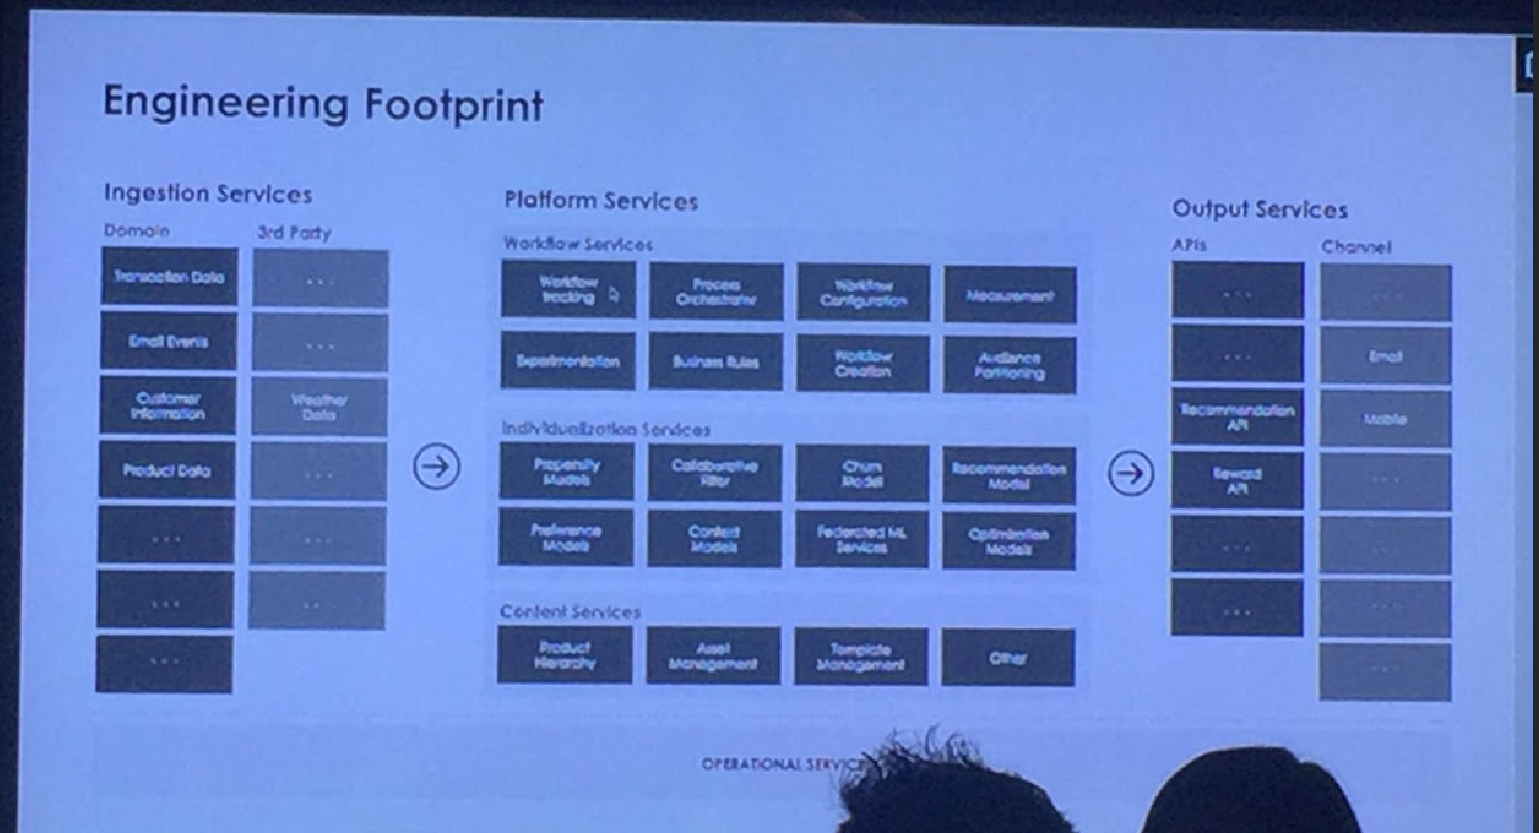 Engineering Footprint
Ingestion Services
Domain
3rd Party
Transaction Data
Email Events
Customer
Information
Product Data
...
...
...
...
...
Weather
Data
...
...
...
Platform Services
Workflow Services
Workflow
Tracking
Process
Orchestrator
Workflow
Configuration
Measurement
Experimentation
Business Rules
Workflow
Creation
Audience
Partitioning
Individualization Services
Propensity
Models
Collaborative
Filter
Churn
Model
Recommendation
Model
Preference
Models
Context
Models
Federated ML
Services
Optimization
Models
Content Services
Product
Hierarchy
Asset
Management
Template
Management
Other
Output Services
APIs
Channel
...
...
Recommendation
API
Reward
API
...
...
...
Email
Mobile
...
...
...
...
OPERATIONAL SERVICE